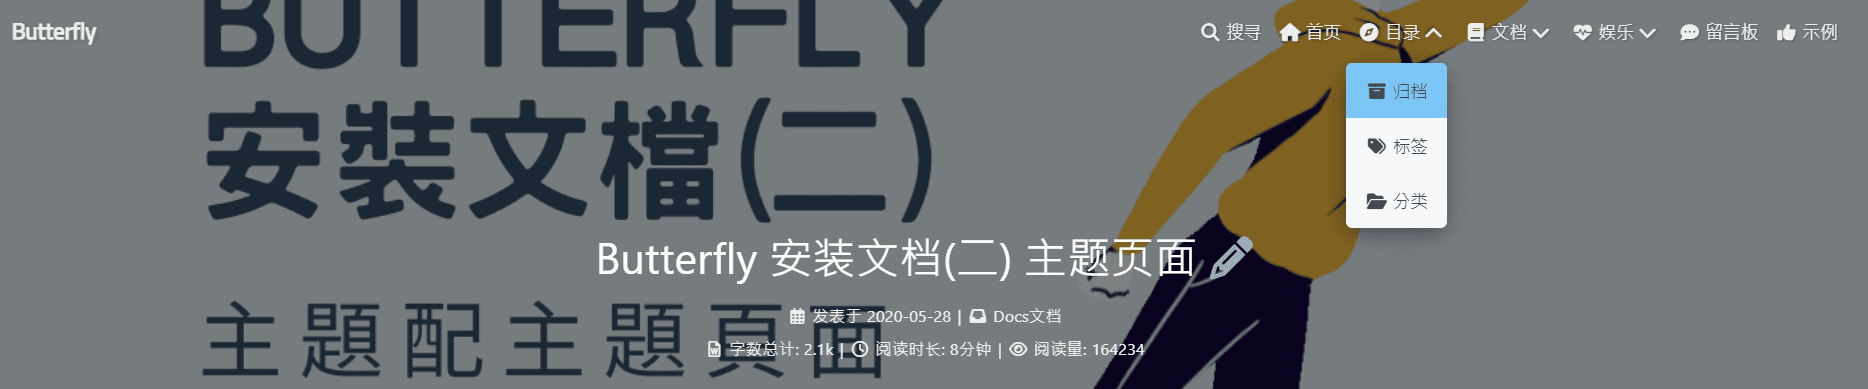 Butterfly
搜寻 首页 目录 文档 娱乐 留言板 示例
归档
标签
分类
BUTTERFLY
安裝文檔(二)
Butterfly 安装文档(二) 主题页面
主題配主題頁面
发表于 2020-05-28 | Docs文档
字数总计: 2.1k | 阅读时长: 8分钟 | 阅读量: 164234